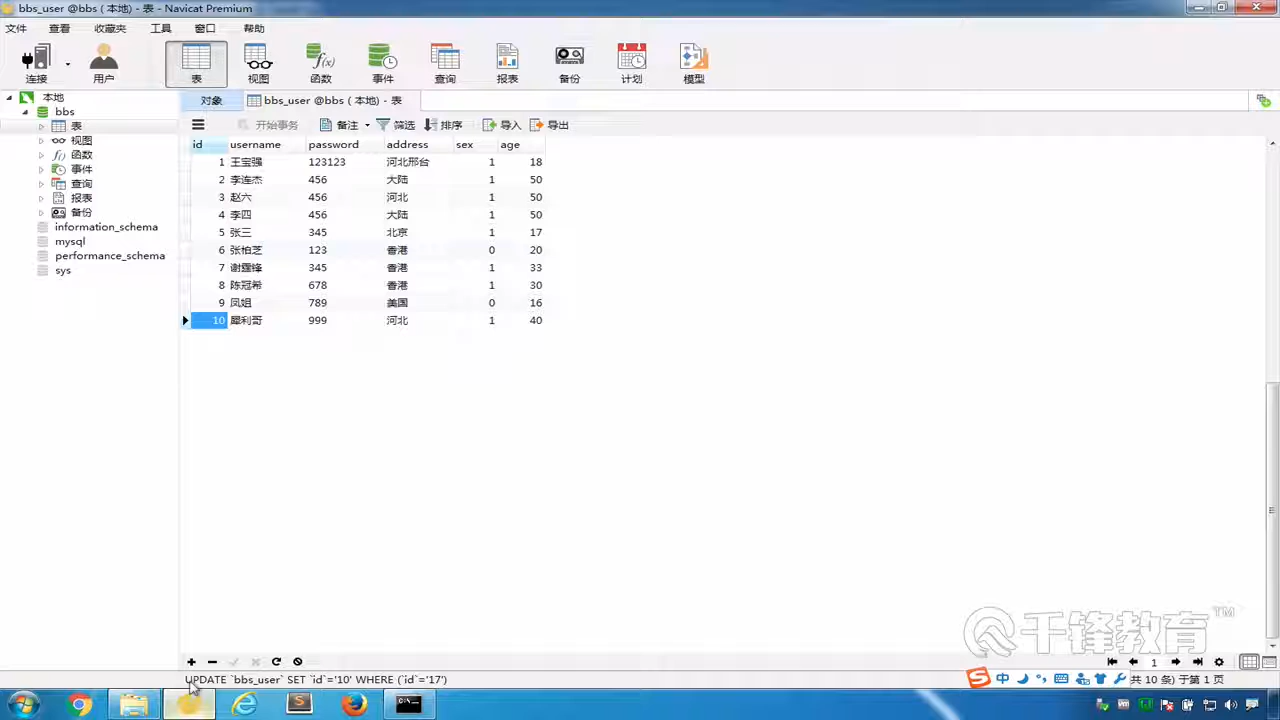 bbs_user @bbs (本地) - 表 - Navicat Premium
文件 查看 收藏夹 工具 窗口 帮助
连接 用户 表 视图 函数 事件 查询 报表 备份 计划 模型
对象 bbs_user @bbs (本地) - 表
开始事务 备注 筛选 排序 导入 导出
本地
bbs
表
视图
函数
事件
查询
报表
备份
information_schema
mysql
performance_schema
sys
id username password address sex age
1 王宝强 123123 河北邢台 1 18
2 李连杰 456 大陆 1 50
3 赵六 456 河北 1 50
4 李四 456 大陆 1 50
5 张三 345 北京 1 17
6 张柏芝 123 香港 0 20
7 谢霆锋 345 香港 1 33
8 陈冠希 678 香港 1 30
9 凤姐 789 美国 0 16
10 犀利哥 999 河北 1 40
千锋教育™
1
UPDATE `bbs_user` SET `id`='10' WHERE (`id`='17')
中
共 10 条) 于第 1 页